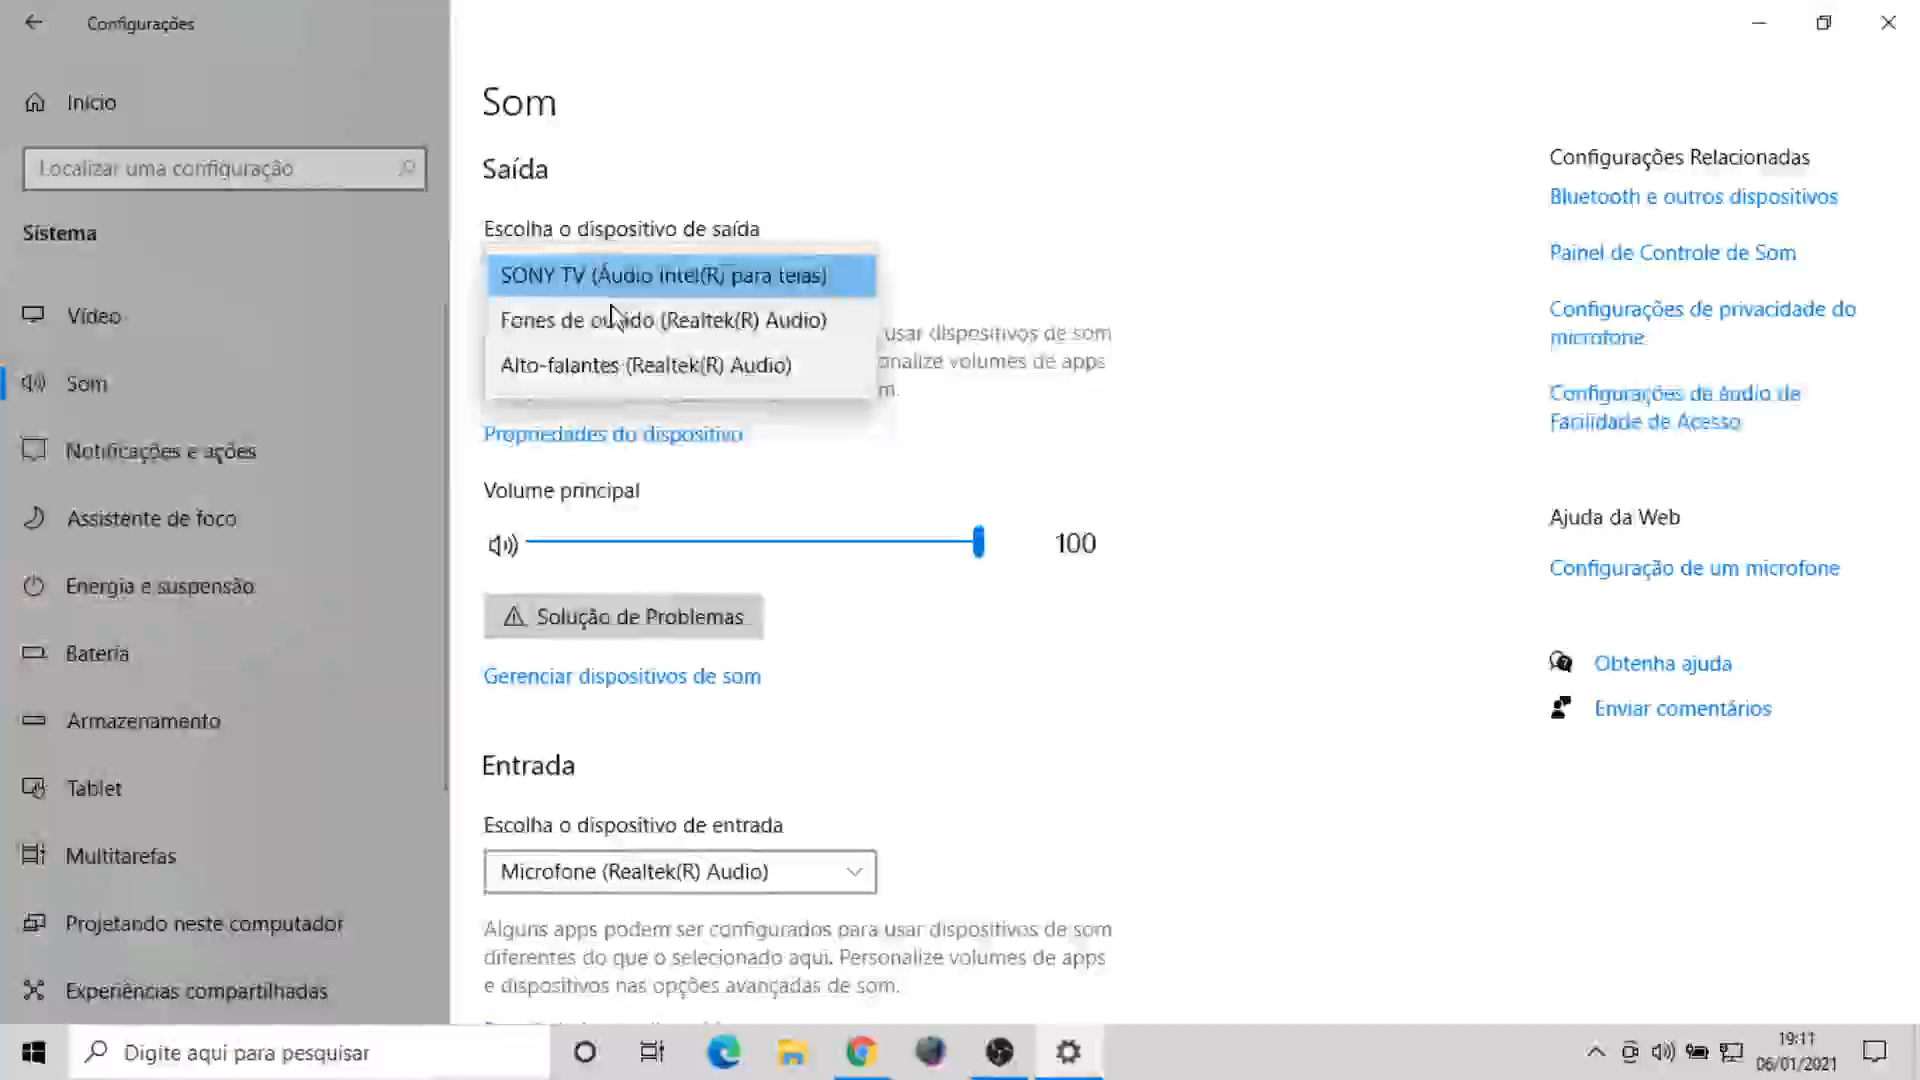 Configurações
Início
Localizar uma configuração
Sistema
Vídeo
Som
Notificações e ações
Assistente de foco
Energia e suspensão
Bateria
Armazenamento
Tablet
Multitarefas
Projetando neste computador
Experiências compartilhadas
Som
Saída
Escolha o dispositivo de saída
SONY TV (Áudio Intel(R) para telas)
Fones de ouvido (Realtek(R) Audio)
usar dispositivos de som
Alto-falantes (Realtek(R) Audio)
onalize volumes de apps
m.
Propriedades do dispositivo
Volume principal
100
Solução de Problemas
Gerenciar dispositivos de som
Entrada
Escolha o dispositivo de entrada
Microfone (Realtek(R) Audio)
Alguns apps podem ser configurados para usar dispositivos de som
diferentes do que o selecionado aqui. Personalize volumes de apps
e dispositivos nas opções avançadas de som.
Configurações Relacionadas
Bluetooth e outros dispositivos
Painel de Controle de Som
Configurações de privacidade do
microfone
Configurações de áudio de
Facilidade de Acesso
Ajuda da Web
Configuração de um microfone
Obtenha ajuda
Enviar comentários
Digite aqui para pesquisar
19:11
06/01/2021